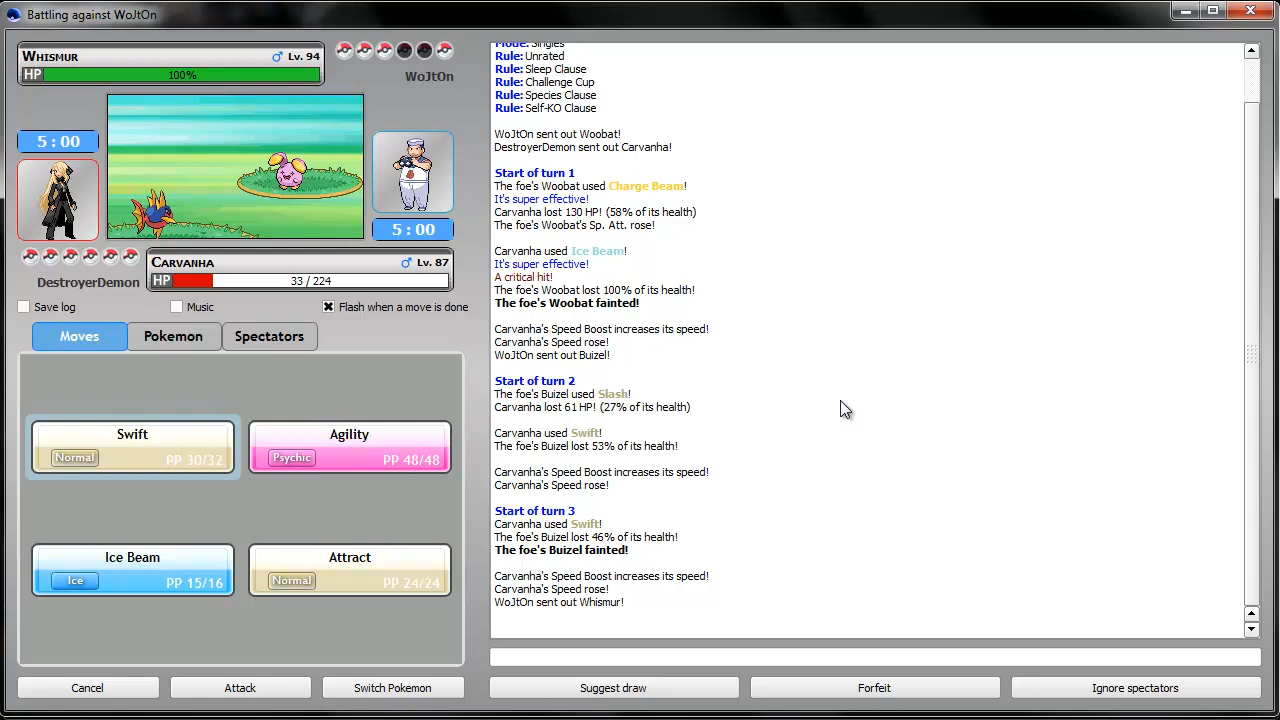 Battling against WoJtOn
WHISMUR ♂ Lv. 94
HP 100%
WoJtOn
5:00
5:00
CARVANHA ♂ Lv. 87
HP 33 / 224
DestroyerDemon
Save log Music Flash when a move is done
Moves Pokemon Spectators
Swift
Normal PP 30/32
Agility
Psychic PP 48/48
Ice Beam
Ice PP 15/16
Attract
Normal PP 24/24
Cancel Attack Switch Pokemon
Mode: Singles
Rule: Unrated
Rule: Sleep Clause
Rule: Challenge Cup
Rule: Species Clause
Rule: Self-KO Clause
WoJtOn sent out Woobat!
DestroyerDemon sent out Carvanha!
Start of turn 1
The foe's Woobat used Charge Beam!
It's super effective!
Carvanha lost 130 HP! (58% of its health)
The foe's Woobat's Sp. Att. rose!
Carvanha used Ice Beam!
It's super effective!
A critical hit!
The foe's Woobat lost 100% of its health!
The foe's Woobat fainted!
Carvanha's Speed Boost increases its speed!
Carvanha's Speed rose!
WoJtOn sent out Buizel!
Start of turn 2
The foe's Buizel used Slash!
Carvanha lost 61 HP! (27% of its health)
Carvanha used Swift!
The foe's Buizel lost 53% of its health!
Carvanha's Speed Boost increases its speed!
Carvanha's Speed rose!
Start of turn 3
Carvanha used Swift!
The foe's Buizel lost 46% of its health!
The foe's Buizel fainted!
Carvanha's Speed Boost increases its speed!
Carvanha's Speed rose!
WoJtOn sent out Whismur!
Suggest draw Forfeit Ignore spectators